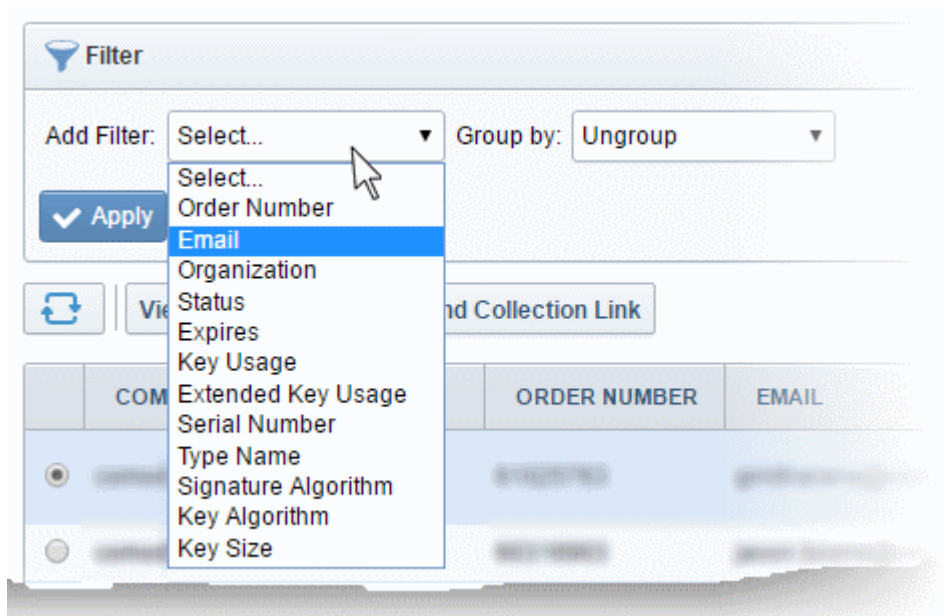 Filter
Add Filter: Select... Group by: Ungroup
Select...
Order Number
Apply
Email
Organization
Status
Expires
Key Usage
Extended Key Usage
Serial Number
Type Name
Signature Algorithm
Key Algorithm
Key Size
Collection Link
ORDER NUMBER EMAIL